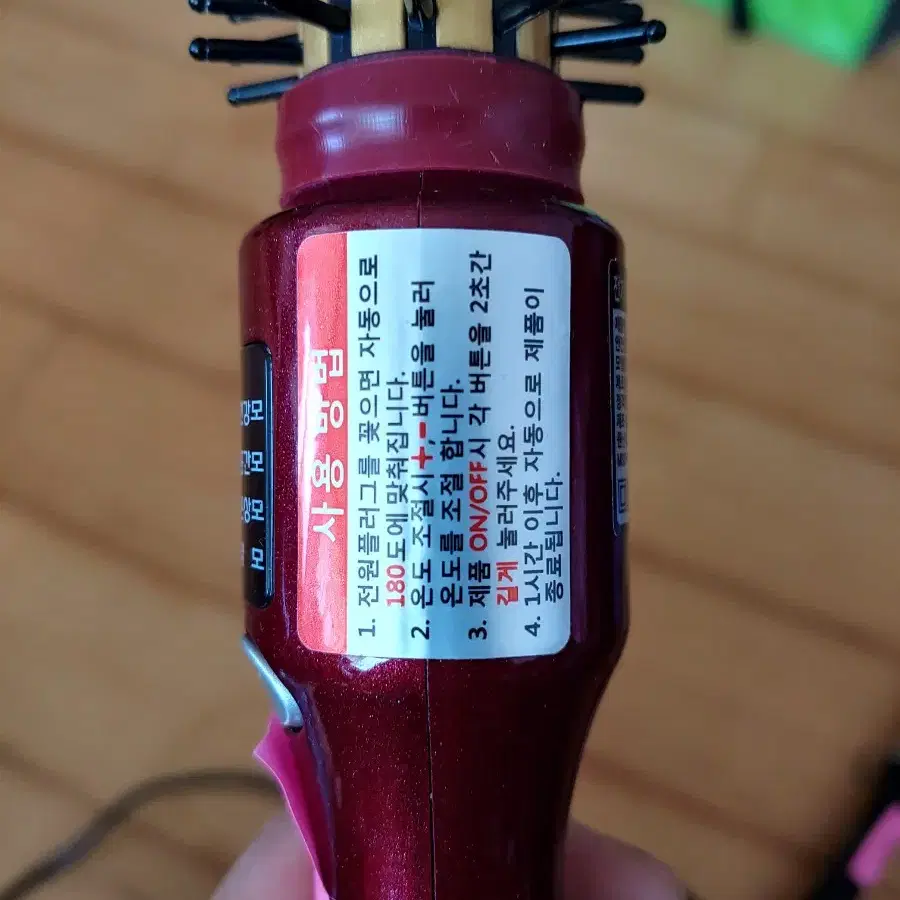 사용방법
1. 전원플러그를 꽂으면 자동으로
180도에 맞춰집니다.
2. 온도 조절시 +,- 버튼을 눌러
온도를 조절 합니다.
3. 제품 ON/OFF시 각 버튼을 2초간
길게 눌러주세요.
4. 1시간 이후 자동으로 제품이
종료됩니다.
모